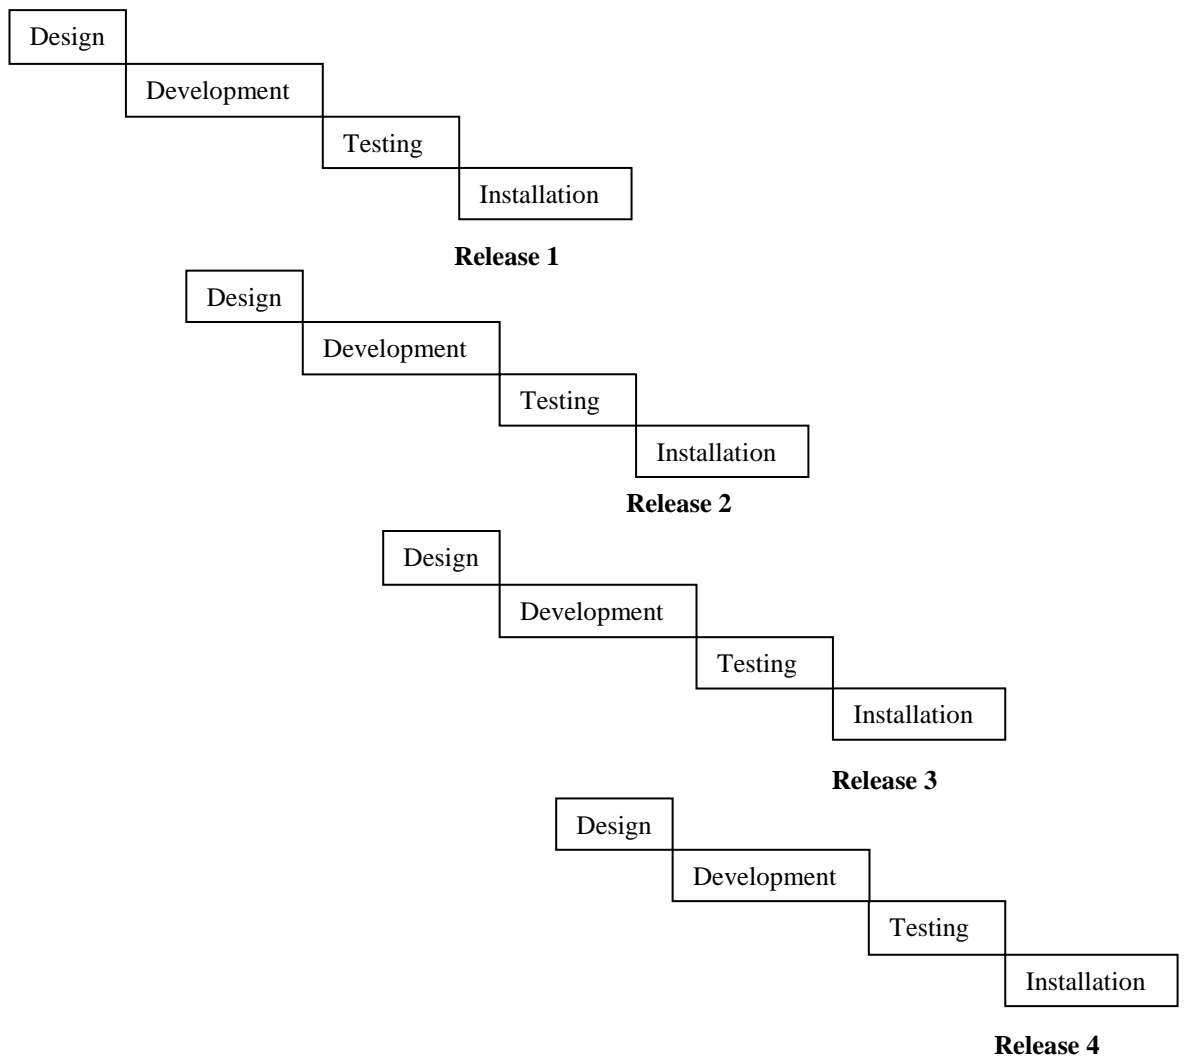 Design
Development
Testing
Installation
Release 1
Design
Development
Testing
Installation
Release 2
Design
Development
Testing
Installation
Release 3
Design
Development
Testing
Installation
Release 4